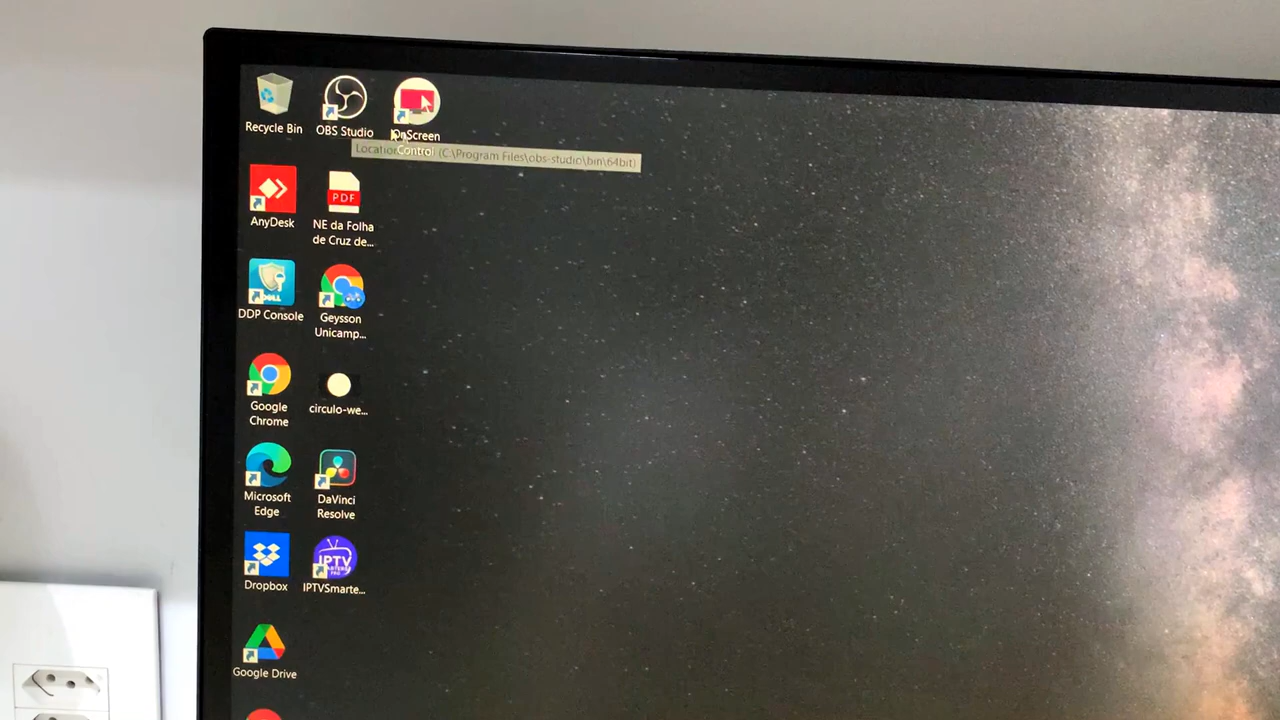 Recycle Bin
OBS Studio
OnScreen
Control
(C:\Program Files\obs-studio\bin\64bit)
AnyDesk
PDF
NE da Folha
de Cruz de...
DELL
DDP Console
Geysson
Unicamp...
Google
Chrome
circulo-we...
Microsoft
Edge
DaVinci
Resolve
Dropbox
IPTV
IPTVSmarte...
Google Drive